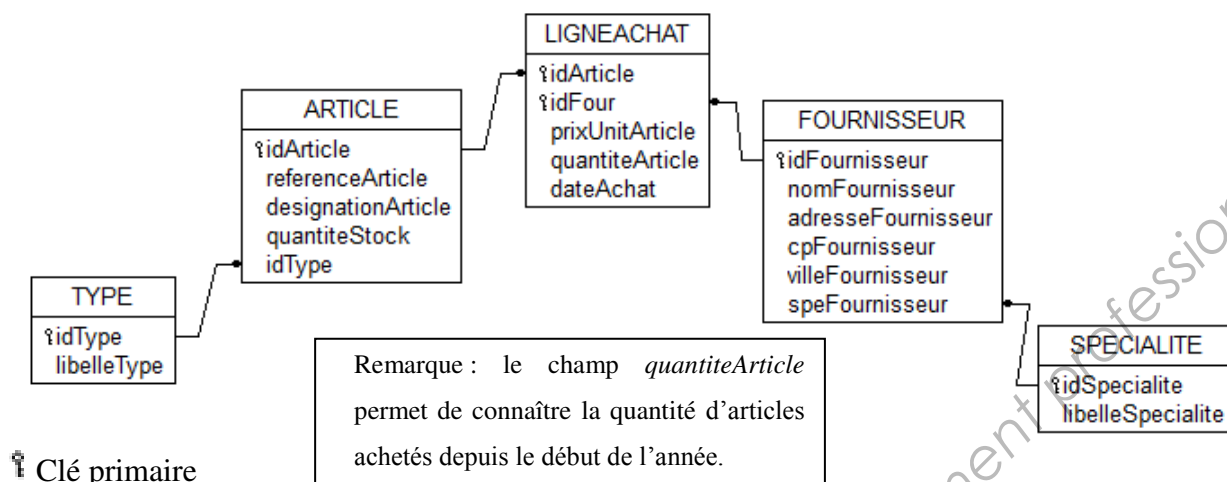 LIGNEACHAT
idArticle
idFour
prixUnitArticle
quantiteArticle
dateAchat
ARTICLE
idArticle
referenceArticle
designationArticle
quantiteStock
idType
FOURNISSEUR
idFournisseur
nomFournisseur
adresseFournisseur
cpFournisseur
villeFournisseur
speFournisseur
TYPE
idType
libelleType
SPECIALITE
idSpecialite
libelleSpecialite
Remarque : le champ quantiteArticle
permet de connaître la quantité d'articles
achetés depuis le début de l'année.
Clé primaire